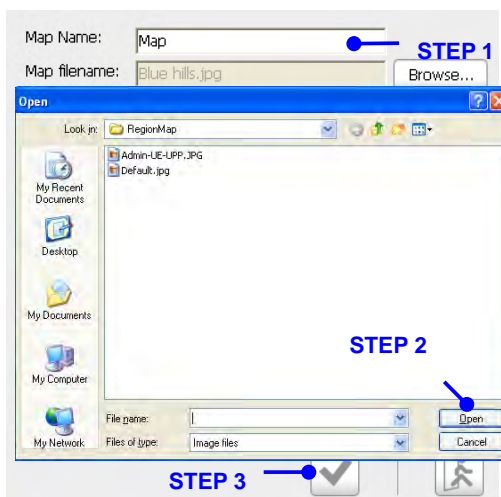 Map Name: Map
STEP 1
Map filename: Blue hills.jpg Browse...
Open
Look in: RegionMap
Admin-UE-UPP.JPG
Default.jpg
My Recent
Documents
Desktop
My Documents
My Computer
My Network
STEP 2
File name: Open
Files of type: Image files Cancel
STEP 3